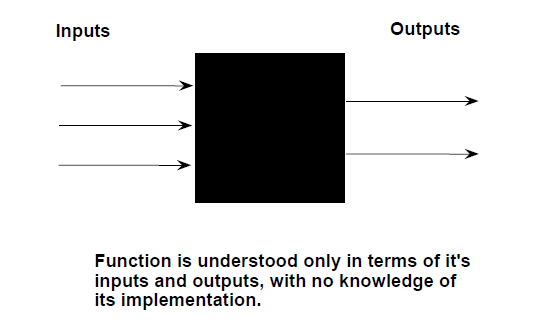 Inputs
Outputs
Function is understood only in terms of it's
inputs and outputs, with no knowledge of
its implementation.